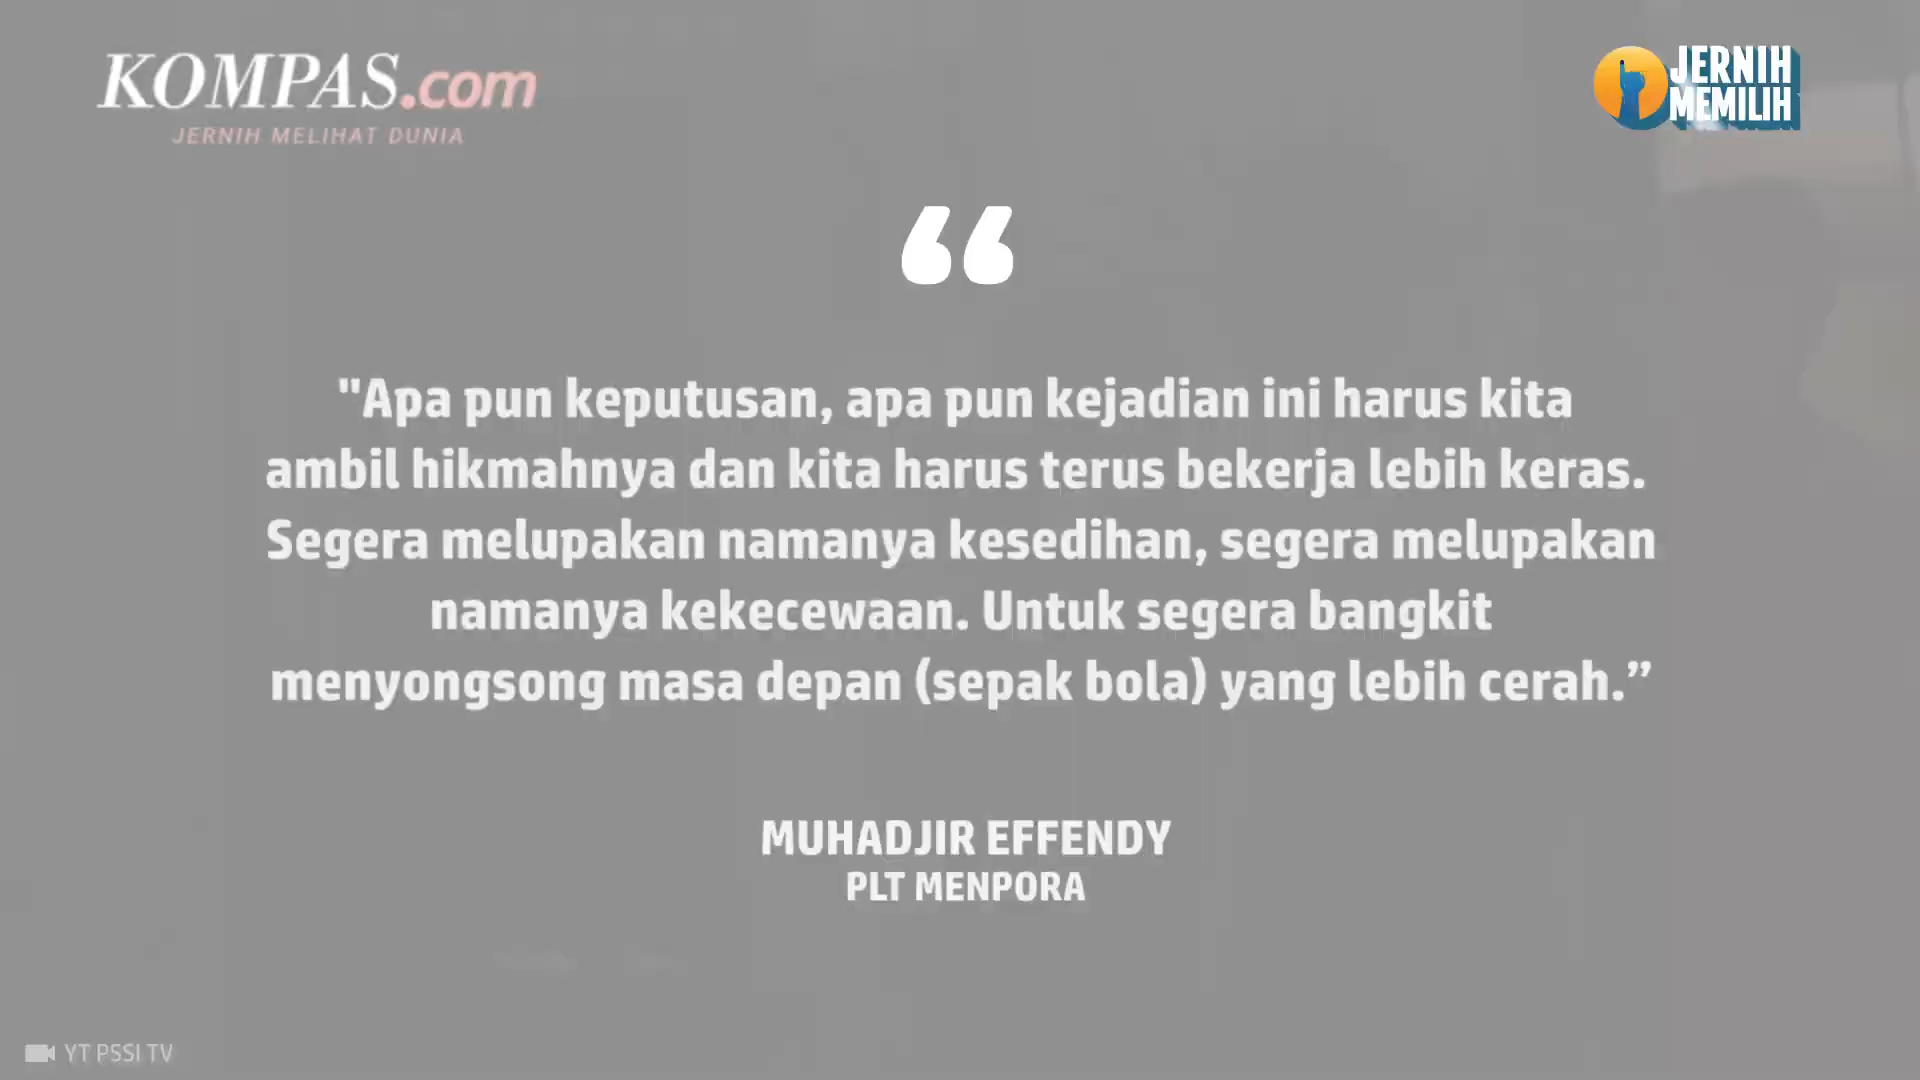 KOMPAS.com
JERNIH MELIHAT DUNIA
JERNIH
MEMILIH
“
"Apa pun keputusan, apa pun kejadian ini harus kita
ambil hikmahnya dan kita harus terus bekerja lebih keras.
Segera melupakan namanya kesedihan, segera melupakan
namanya kekecewaan. Untuk segera bangkit
menyongsong masa depan (sepak bola) yang lebih cerah.”
MUHADJIR EFFENDY
PLT MENPORA
YT PSSI TV